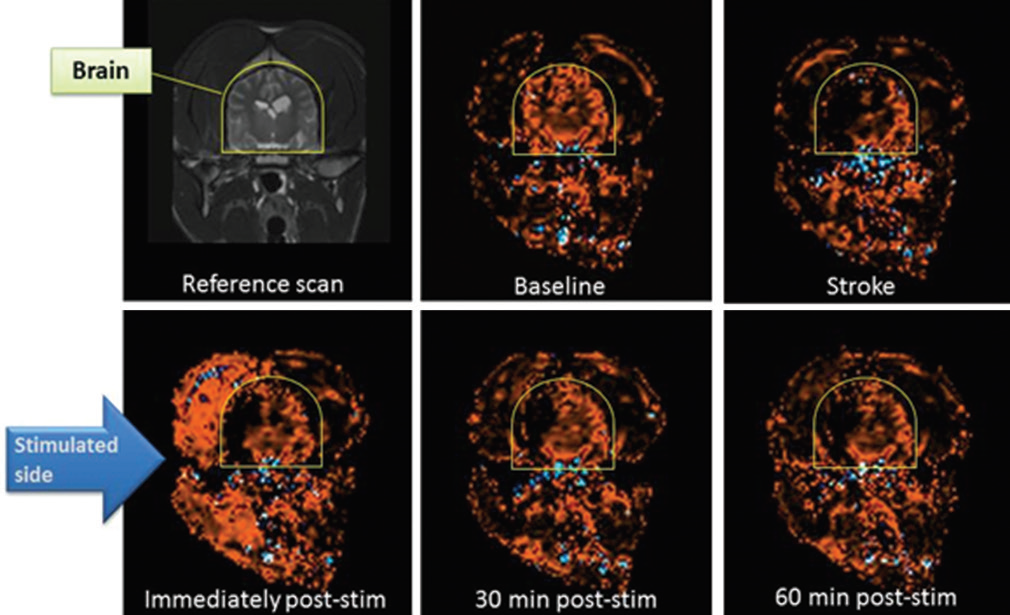 Brain
Reference scan
Baseline
Stroke
Stimulated
side
Immediately post-stim
30 min post-stim
60 min post-stim